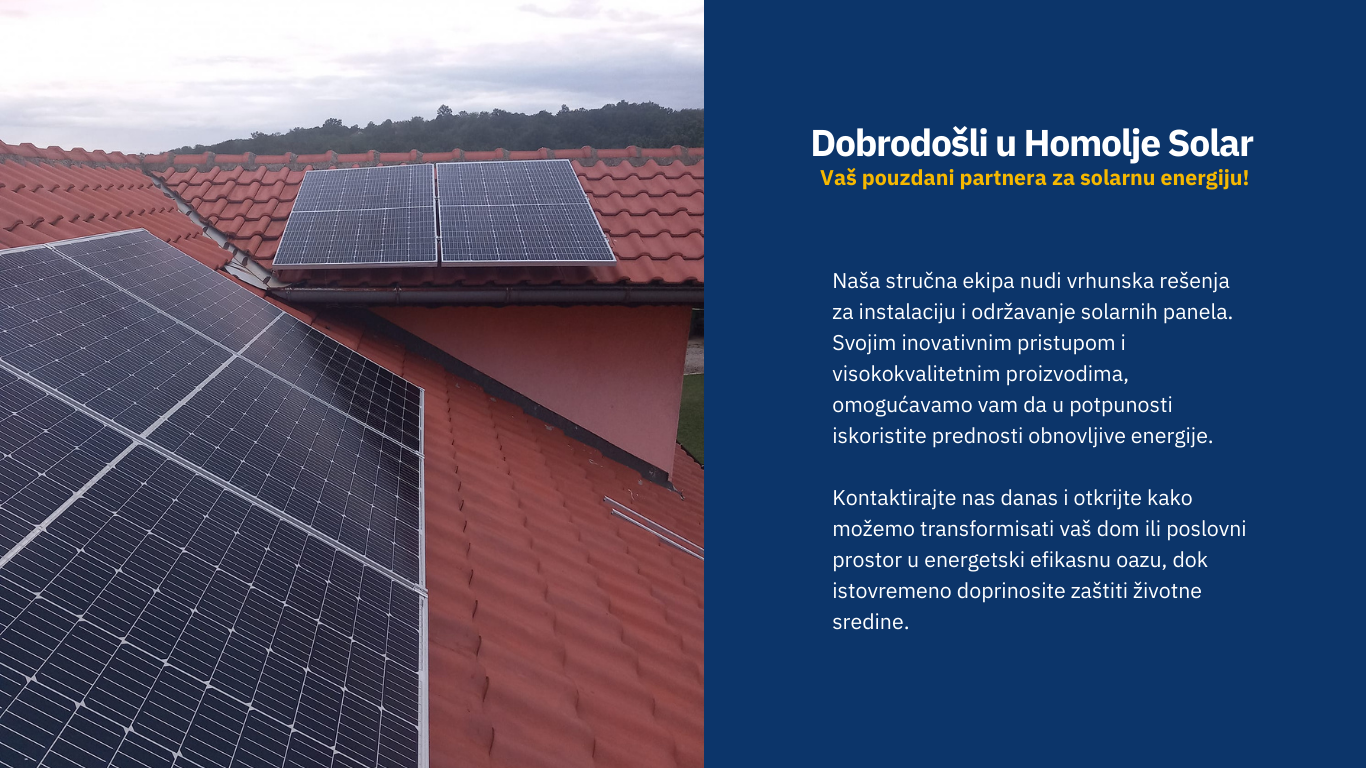 Dobrodošli u Homolje Solar
Vaš pouzdani partnera za solarnu energiju!
Naša stručna ekipa nudi vrhunska rešenja
za instalaciju i održavanje solarnih panela.
Svojim inovativnim pristupom i
visokokvalitetnim proizvodima,
omogućavamo vam da u potpunosti
iskoristite prednosti obnovljive energije.
Kontaktirajte nas danas i otkrijte kako
možemo transformisati vaš dom ili poslovni
prostor u energetski efikasnu oazu, dok
istovremeno doprinosite zaštiti životne
sredine.